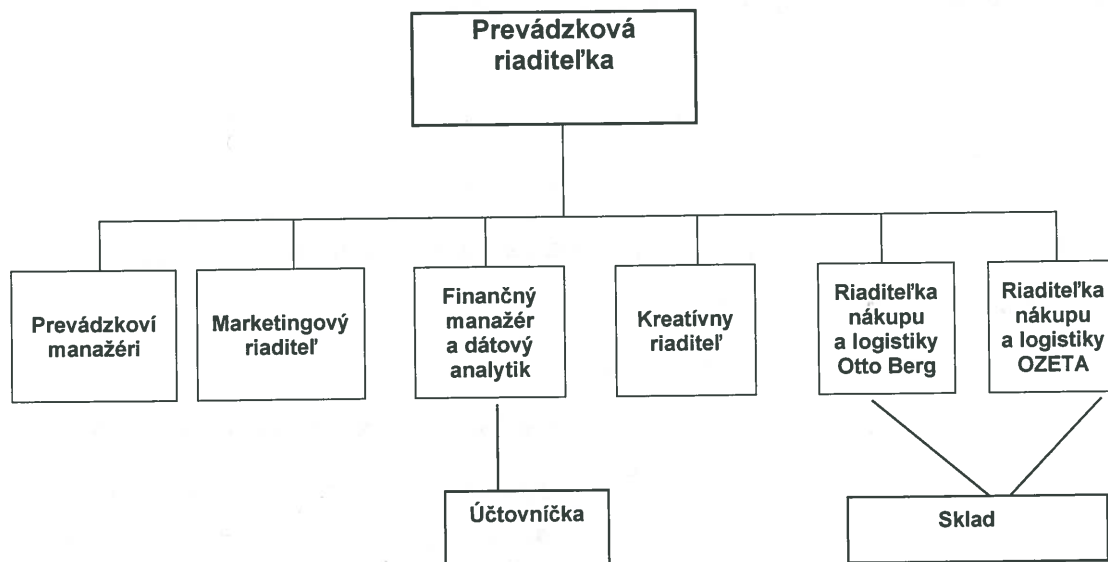 Prevádzková
riaditeľka
Prevádzkoví
manažéri
Marketingový
riaditeľ
Finančný
manažér
a dátový
analytik
Kreatívny
riaditeľ
Riaditeľka
nákupu
a logistiky
Otto Berg
Riaditeľka
nákupu
a logistiky
OZETA
Účtovníčka
Sklad